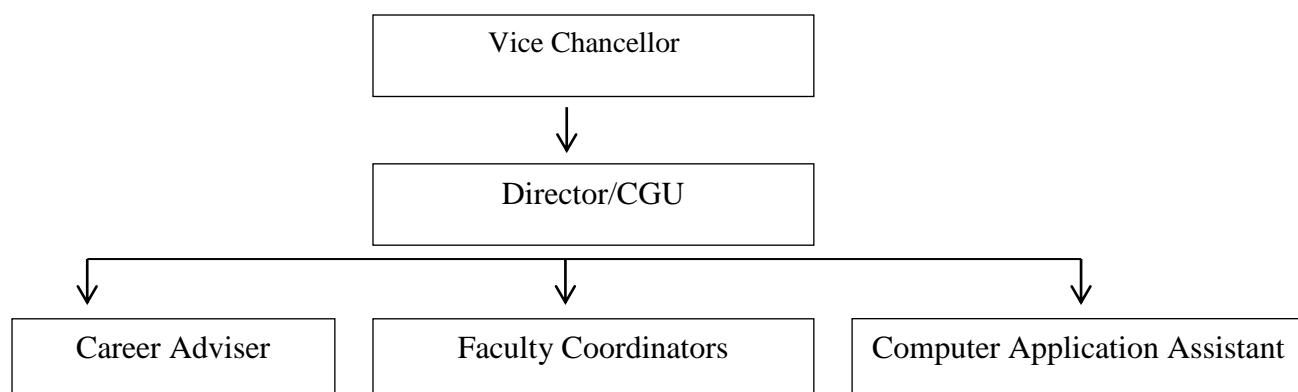 Vice Chancellor
Director/CGU
Career Adviser
Faculty Coordinators
Computer Application Assistant